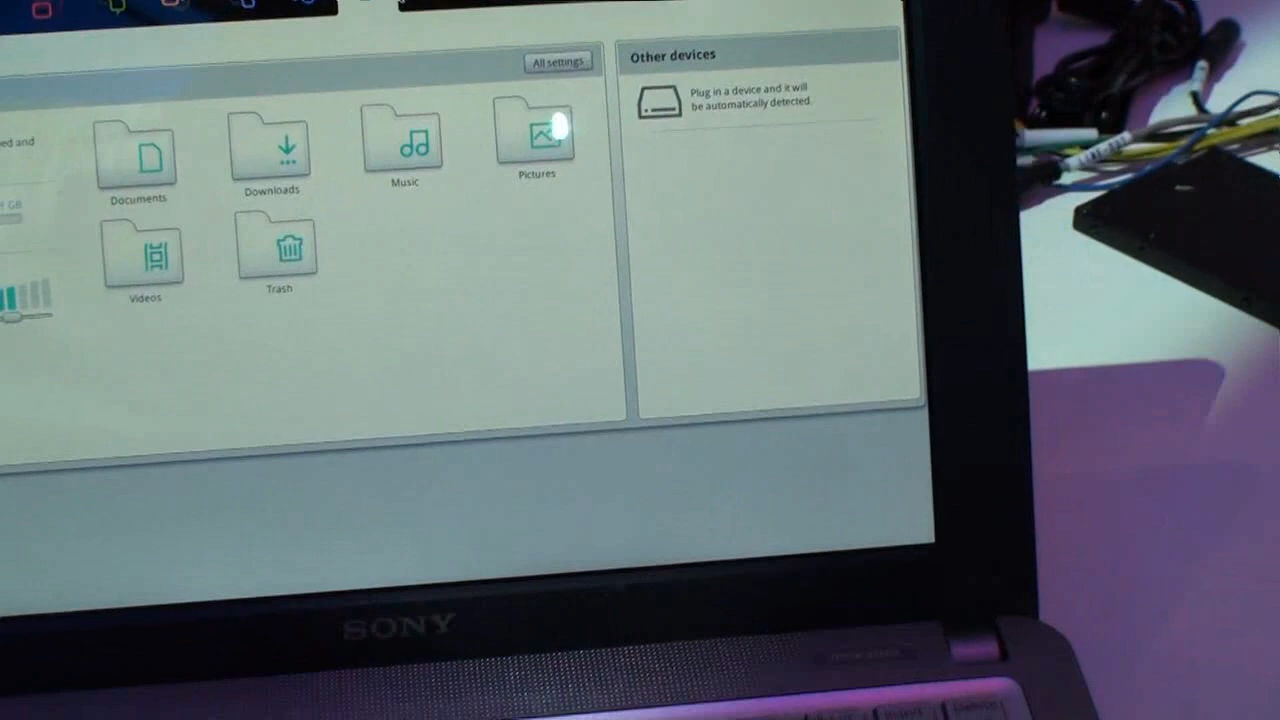 All settings
Other devices
Plug in a device and it will
be automatically detected.
ed and
GB
Documents
Downloads
Music
Pictures
Videos
Trash
SONY